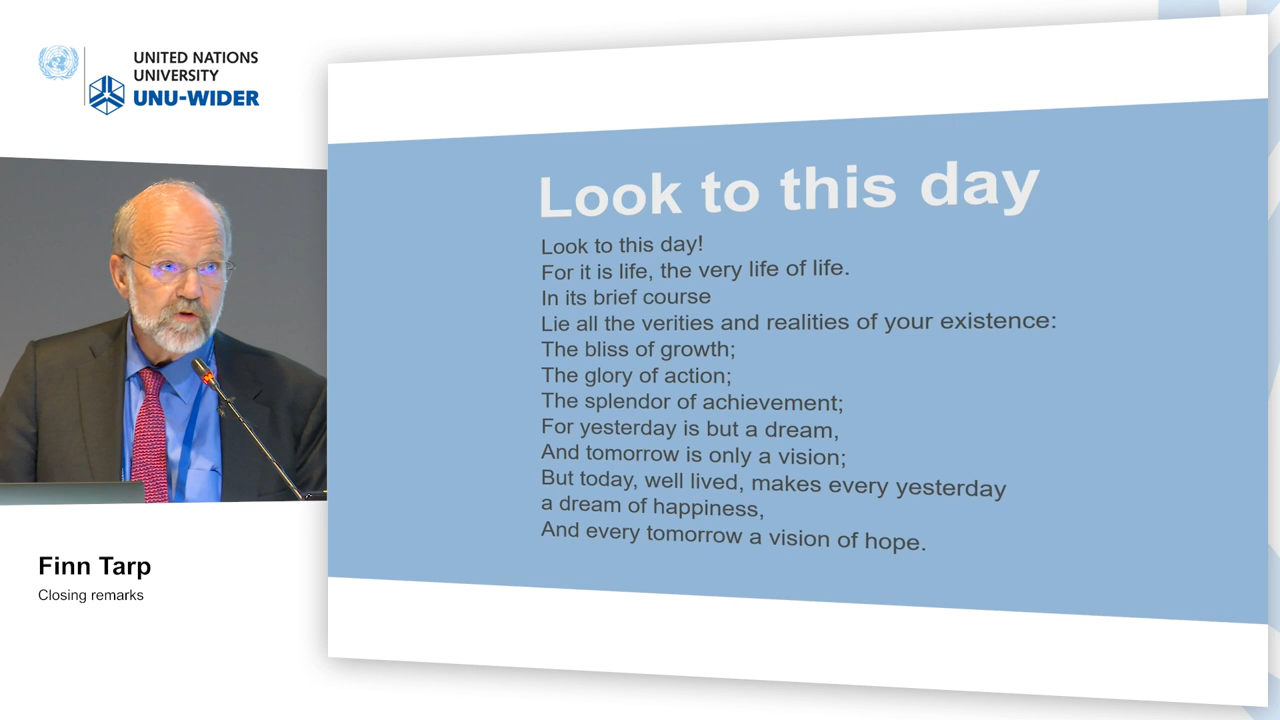 UNITED NATIONS
UNIVERSITY
UNU-WIDER
Finn Tarp
Closing remarks
Look to this day
Look to this day!
For it is life, the very life of life.
In its brief course
Lie all the verities and realities of your existence:
The bliss of growth;
The glory of action;
The splendor of achievement;
For yesterday is but a dream,
And tomorrow is only a vision;
But today, well lived, makes every yesterday
a dream of happiness,
And every tomorrow a vision of hope.